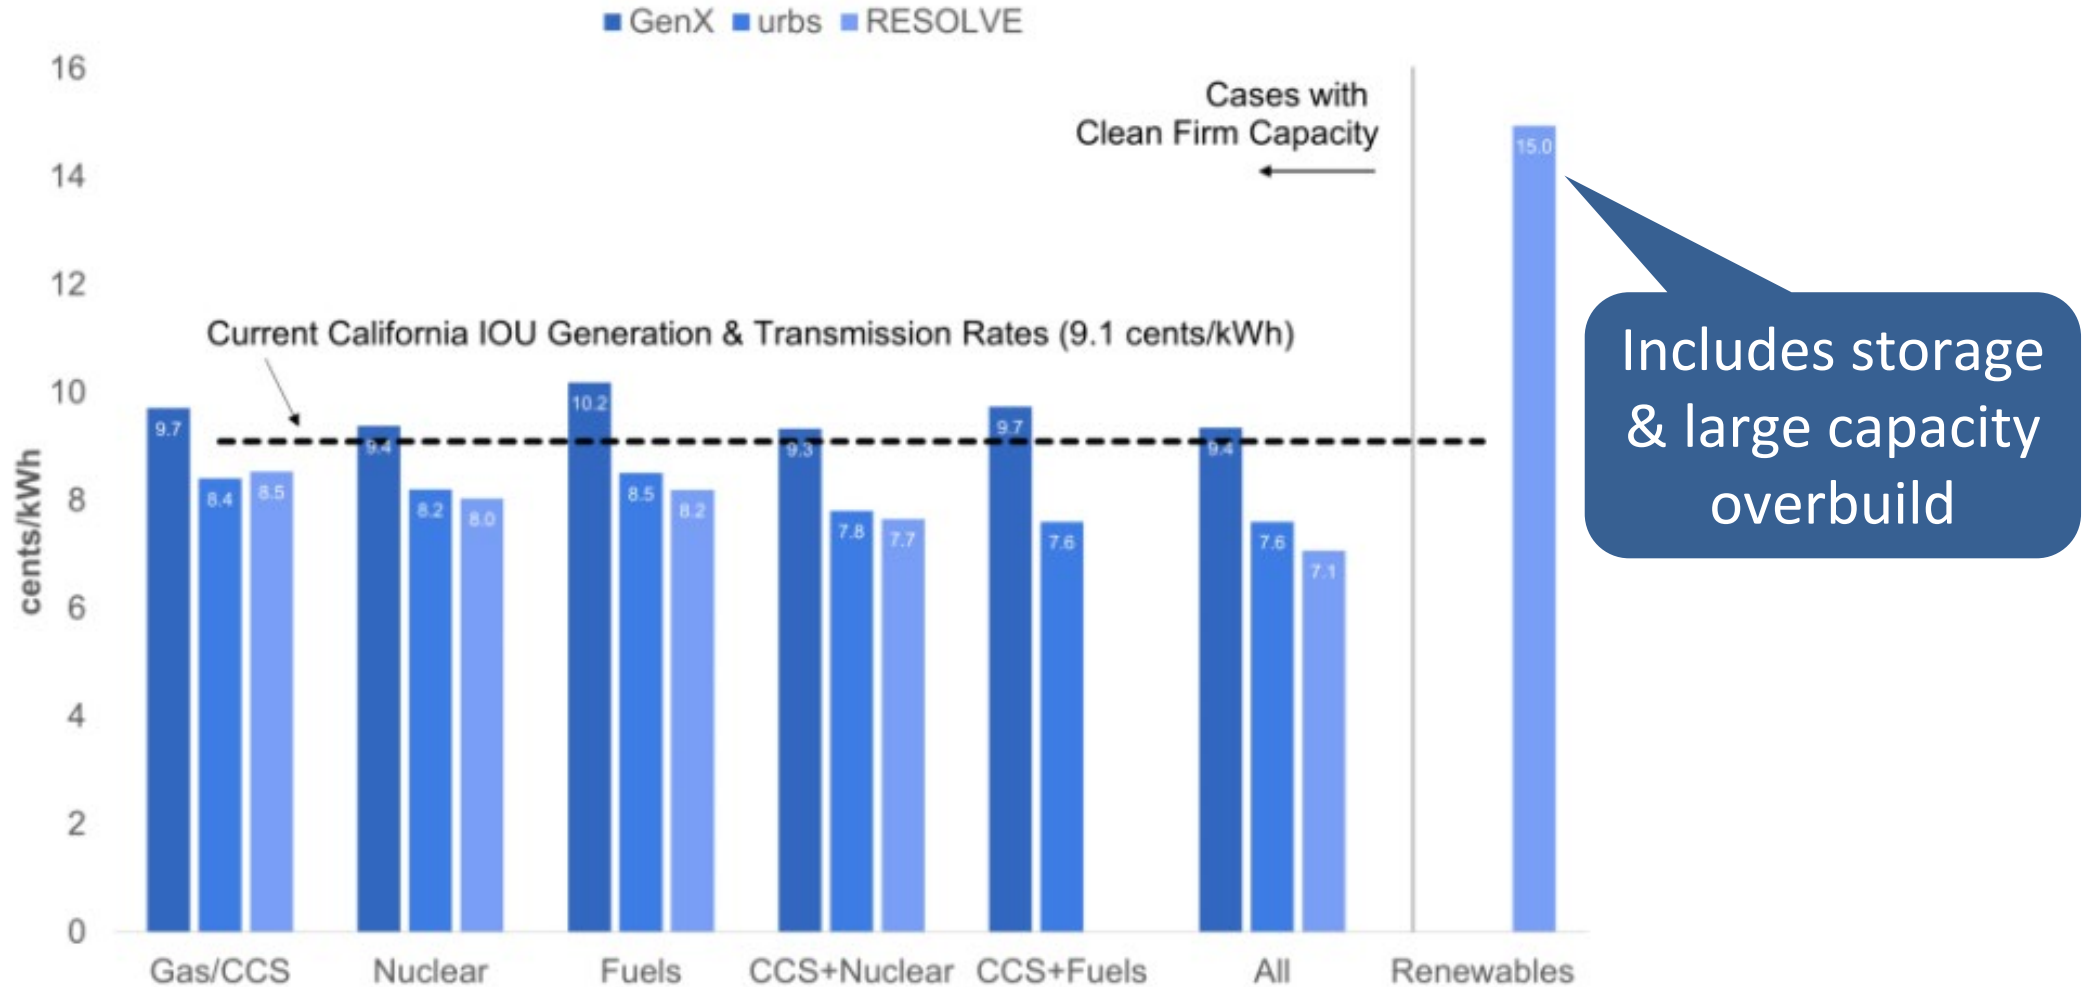 GenX urbs RESOLVE
16
14
12
10
8
6
4
2
0
cents/kWh
Cases with
Clean Firm Capacity
Current California IOU Generation & Transmission Rates (9.1 cents/kWh)
9.7
8.4
8.5
9.4
8.2
8.0
10.2
8.5
8.2
9.3
7.8
7.7
9.7
7.6
9.4
7.6
7.1
15.0
Gas/CCS
Nuclear
Fuels
CCS+Nuclear
CCS+Fuels
All
Renewables
Includes storage
& large capacity
overbuild